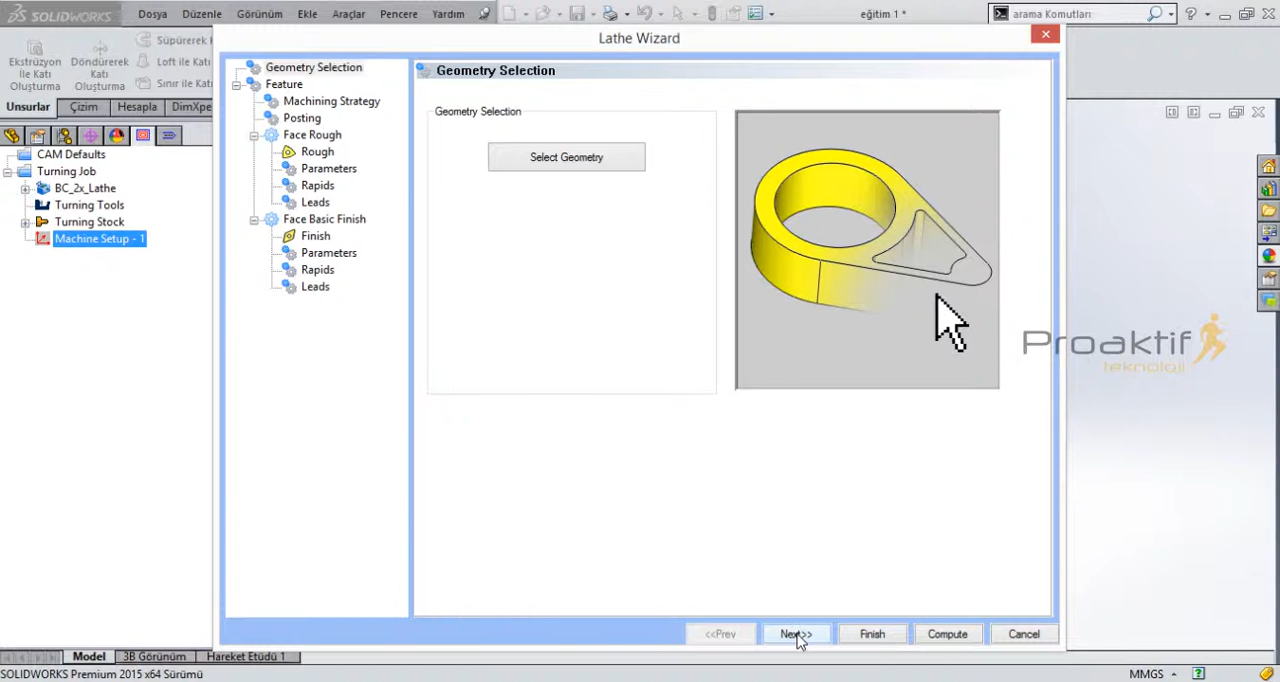 SOLIDWORKS Dosya Düzenle Görünüm Ekle Araçlar Pencere Yardım eğitim 1 * arama Komutları
Lathe Wizard
Ekstrüzyon
İle Katı
Oluşturma
Döndürerek
Katı
Oluşturma
Süpürerek
Loft ile Katı
Sınır ile Katı
Unsurlar Çizim Hesapla DimXpe
CAM Defaults
Turning Job
BC_2x_Lathe
Turning Tools
Turning Stock
Machine Setup - 1
Geometry Selection
Feature
Machining Strategy
Posting
Face Rough
Rough
Parameters
Rapids
Leads
Face Basic Finish
Finish
Parameters
Rapids
Leads
Geometry Selection
Geometry Selection
Select Geometry
Proaktif
teknoloji
<<Prev Next>> Finish Compute Cancel
Model 3B Görünüm Hareket Etüdü 1
SOLIDWORKS Premium 2015 x64 Sürümü MMGS